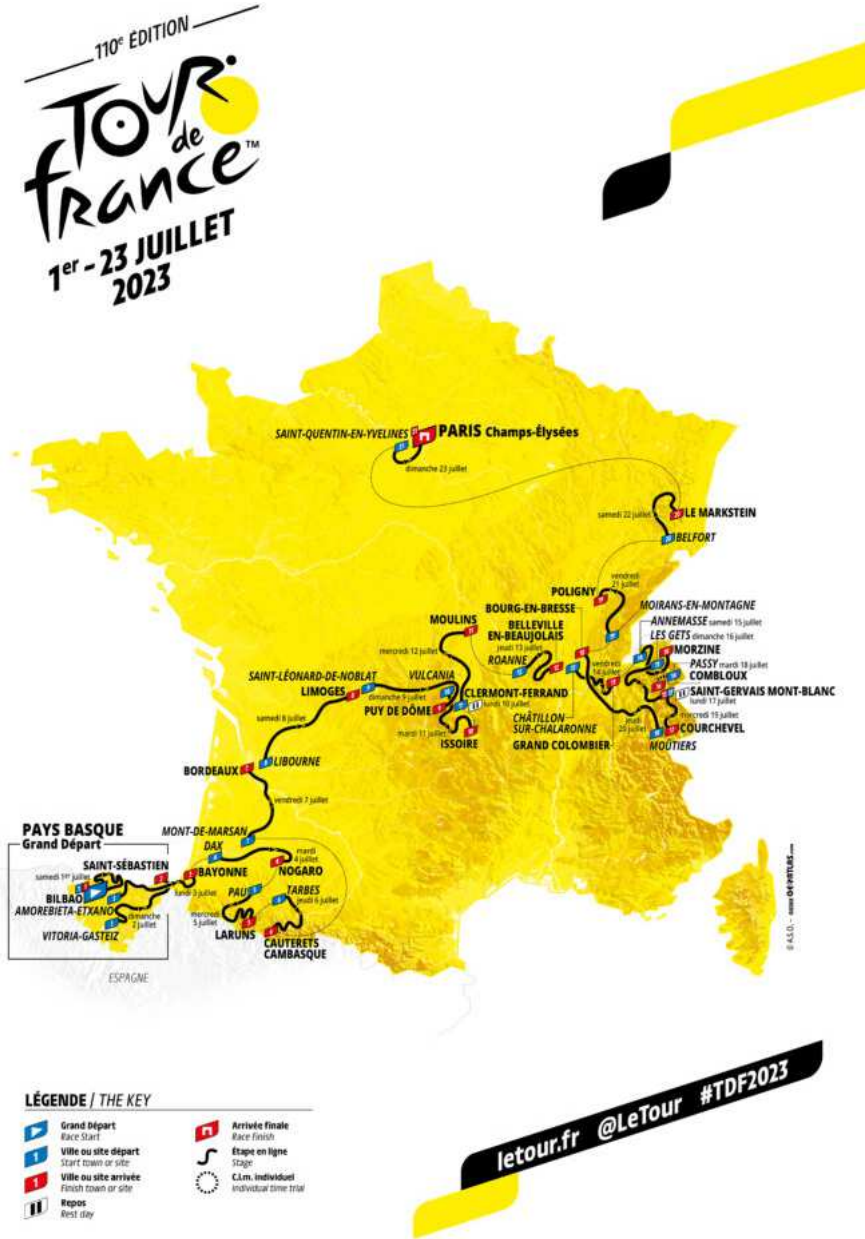 110e ÉDITION
TOUR
de
france™
1er – 23 JUILLET
2023
SAINT-QUENTIN-EN-YVELINES
PARIS Champs-Élysées
dimanche 23 juillet
samedi 22 juillet
LE MARKSTEIN
BELFORT
vendredi
21 juillet
POLIGNY
MOIRANS-EN-MONTAGNE
BOURG-EN-BRESSE
MOULINS
BELLEVILLE
EN-BEAUJOLAIS
ANNEMASSE samedi 15 juillet
LES GETS dimanche 16 juillet
mercredi 12 juillet
jeudi 13 juillet
ROANNE
MORZINE
PASSY mardi 18 juillet
vendredi
14 juillet
COMBLOUX
SAINT-LÉONARD-DE-NOBLAT
VULCANIA
LIMOGES
dimanche 9 juillet
CLERMONT-FERRAND
lundi 10 juillet
SAINT-GERVAIS MONT-BLANC
lundi 17 juillet
PUY DE DÔME
CHÂTILLON
SUR-CHALARONNE
samedi 8 juillet
mardi 11 juillet
ISSOIRE
GRAND COLOMBIER
jeudi
20 juillet
mercredi 19 juillet
COURCHEVEL
MOÛTIERS
BORDEAUX
LIBOURNE
vendredi 7 juillet
PAYS BASQUE
Grand Départ
MONT-DE-MARSAN
DAX
mardi
4 juillet
NOGARO
SAINT-SÉBASTIEN
samedi 1er juillet
BAYONNE
lundi 3 juillet
BILBAO
AMOREBIETA-ETXANO
dimanche
2 juillet
VITORIA-GASTEIZ
PAU
TARBES
jeudi 6 juillet
mercredi
5 juillet
LARUNS
CAUTERETS
CAMBASQUE
ESPAGNE
© A.S.O. -
LÉGENDE / THE KEY
Grand Départ
Race Start
1
Ville ou site départ
Start town or site
1
Ville ou site arrivée
Finish town or site
Repos
Rest day
Arrivée finale
Race Finish
Étape en ligne
Stage
C.l.m. individuel
Individual time trial
letour.fr @LeTour #TDF2023